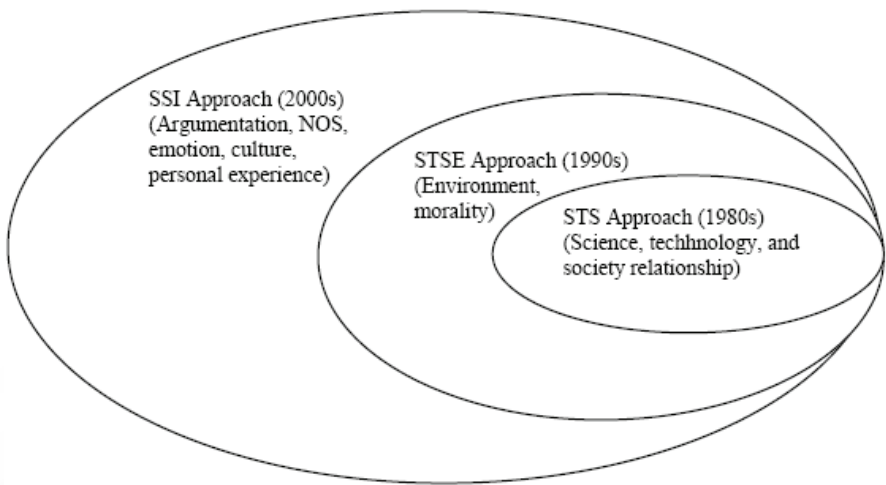 SSI Approach (2000s)
(Argumentation, NOS,
emotion, culture,
personal experience)
STSE Approach (1990s)
(Environment,
morality)
STS Approach (1980s)
(Science, techhnology, and
society relationship)